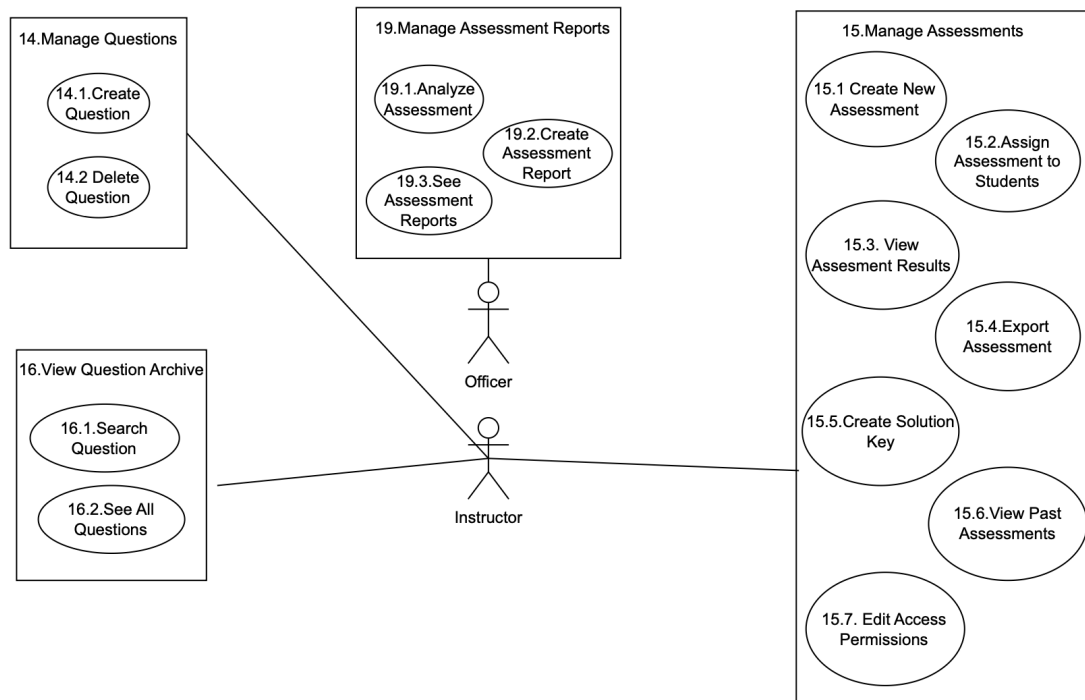 14.Manage Questions
14.1.Create
Question
14.2 Delete
Question
19.Manage Assessment Reports
19.1.Analyze
Assessment
19.2.Create
Assessment
Report
19.3.See
Assessment
Reports
15.Manage Assessments
15.1 Create New
Assessment
15.2.Assign
Assessment to
Students
15.3. View
Assesment Results
15.4.Export
Assessment
15.5.Create Solution
Key
15.6.View Past
Assessments
15.7. Edit Access
Permissions
Officer
16.View Question Archive
16.1.Search
Question
16.2.See All
Questions
Instructor